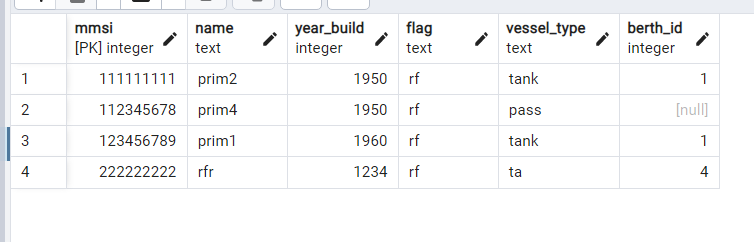 mmsi name year_build flag vessel_type berth_id
[PK] integer text integer text text integer
1 111111111 prim2 1950 rf tank 1
2 112345678 prim4 1950 rf pass [null]
3 123456789 prim1 1960 rf tank 1
4 222222222 rfr 1234 rf ta 4